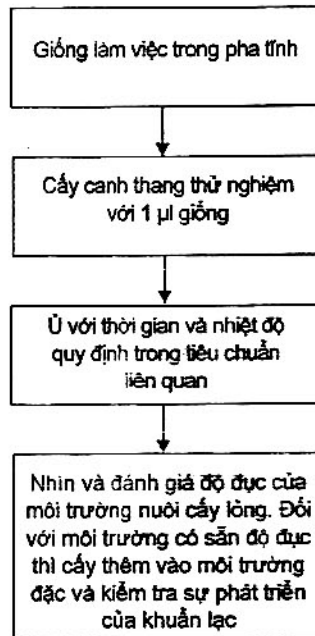 Giống làm việc trong pha tĩnh
Cấy canh thang thử nghiệm
với 1 µl giống
Ủ với thời gian và nhiệt độ
quy định trong tiêu chuẩn
liên quan
Nhìn và đánh giá độ đục của
môi trường nuôi cấy lỏng. Đối
với môi trường có sẵn độ đục
thì cấy thêm vào môi trường
đặc và kiểm tra sự phát triển
của khuẩn lạc